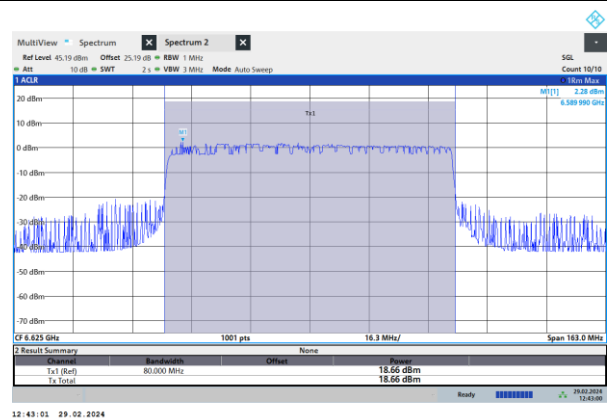 MultiView Spectrum X Spectrum 2 X
Ref Level 45.19 dBm Offset 25.19 dB RBW 1 MHz SGL
Att 10 dB SWT 2 s VBW 3 MHz Mode Auto Sweep Count 10/10
1 ACLR 1Rm Max
M1[1] 2.28 dBm
6.589 990 GHz
20 dBm
Tx1
10 dBm
M1
0 dBm
-10 dBm
-20 dBm
-30 dBm
-40 dBm
-50 dBm
-60 dBm
-70 dBm
CF 6.625 GHz 1001 pts 16.3 MHz/ Span 163.0 MHz
2 Result Summary None
Channel Bandwidth Offset Power
Tx1 (Ref) 80.000 MHz 18.66 dBm
Tx Total 18.66 dBm
Ready 29.02.2024
12:43:00
12:43:01 29.02.2024